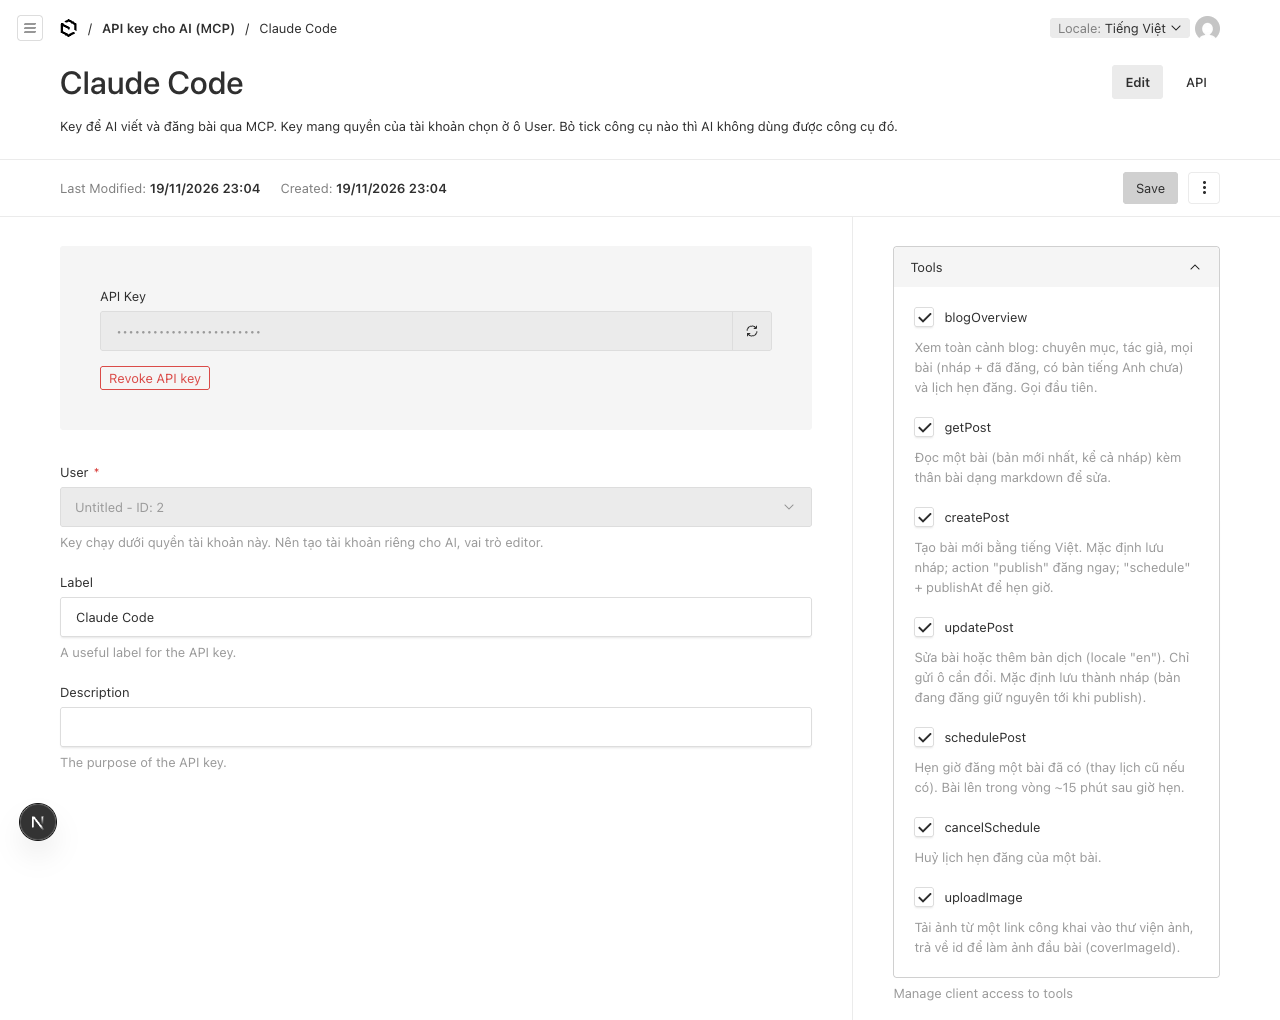 / API key cho AI (MCP) / Claude Code
Locale: Tiếng Việt
Claude Code
Edit
API
Key để AI viết và đăng bài qua MCP. Key mang quyền của tài khoản chọn ở ô User. Bỏ tick công cụ nào thì AI không dùng được công cụ đó.
Last Modified: 19/11/2026 23:04
Created: 19/11/2026 23:04
Save
API Key
Revoke API key
User *
Untitled - ID: 2
Key chạy dưới quyền tài khoản này. Nên tạo tài khoản riêng cho AI, vai trò editor.
Label
Claude Code
A useful label for the API key.
Description
The purpose of the API key.
N
Tools
blogOverview
Xem toàn cảnh blog: chuyên mục, tác giả, mọi
bài (nháp + đã đăng, có bản tiếng Anh chưa)
và lịch hẹn đăng. Gọi đầu tiên.
getPost
Đọc một bài (bản mới nhất, kể cả nháp) kèm
thân bài dạng markdown để sửa.
createPost
Tạo bài mới bằng tiếng Việt. Mặc định lưu
nháp; action "publish" đăng ngay; "schedule"
+ publishAt để hẹn giờ.
updatePost
Sửa bài hoặc thêm bản dịch (locale "en"). Chỉ
gửi ô cần đổi. Mặc định lưu thành nháp (bản
đang đăng giữ nguyên tới khi publish).
schedulePost
Hẹn giờ đăng một bài đã có (thay lịch cũ nếu
có). Bài lên trong vòng ~15 phút sau giờ hẹn.
cancelSchedule
Huỷ lịch hẹn đăng của một bài.
uploadImage
Tải ảnh từ một link công khai vào thư viện ảnh,
trả về id để làm ảnh đầu bài (coverImageId).
Manage client access to tools